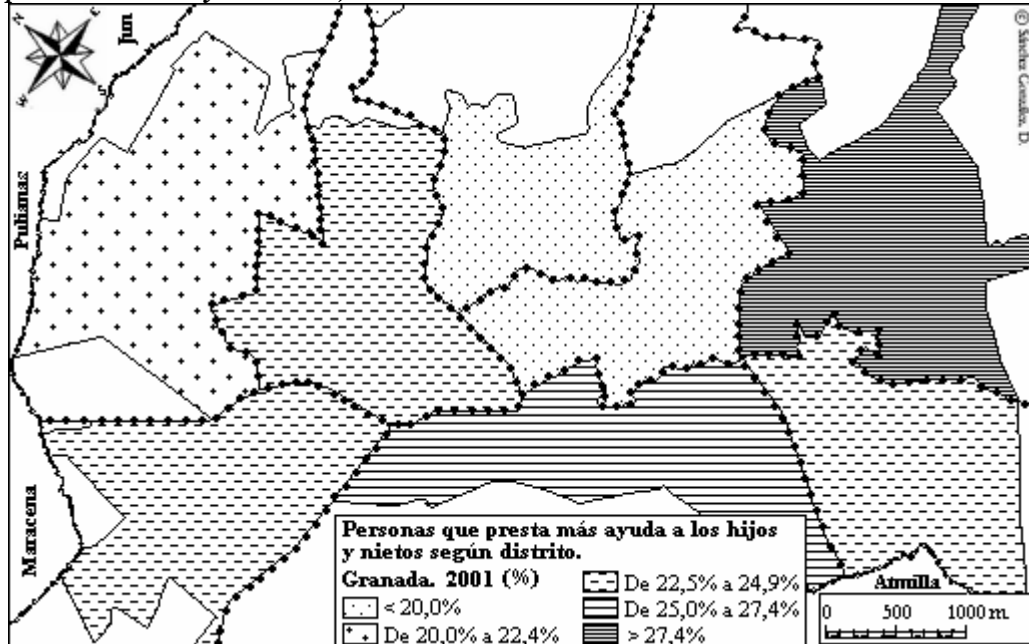 N
E
S
W
Jun
© Sánchez González, D.
Pulianas
Maracena
Personas que presta más ayuda a los hijos
y nietos según distrito.
Granada. 2001 (%)
< 20,0%
De 20,0% a 22,4%
De 22,5% a 24,9%
De 25,0% a 27,4%
> 27,4%
Atmilla
0 500 1000 m.